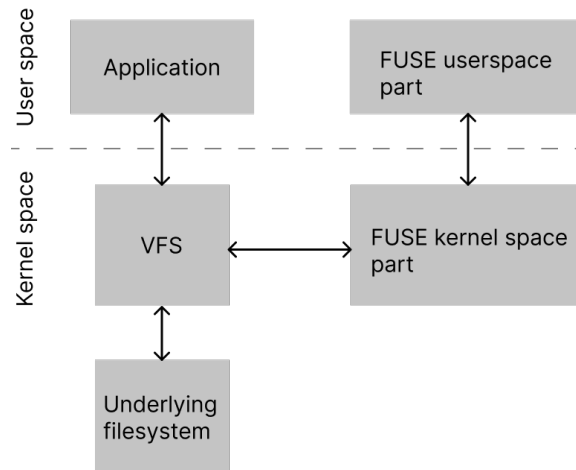 User space
Application
FUSE userspace
part
Kernel space
VFS
FUSE kernel space
part
Underlying
filesystem